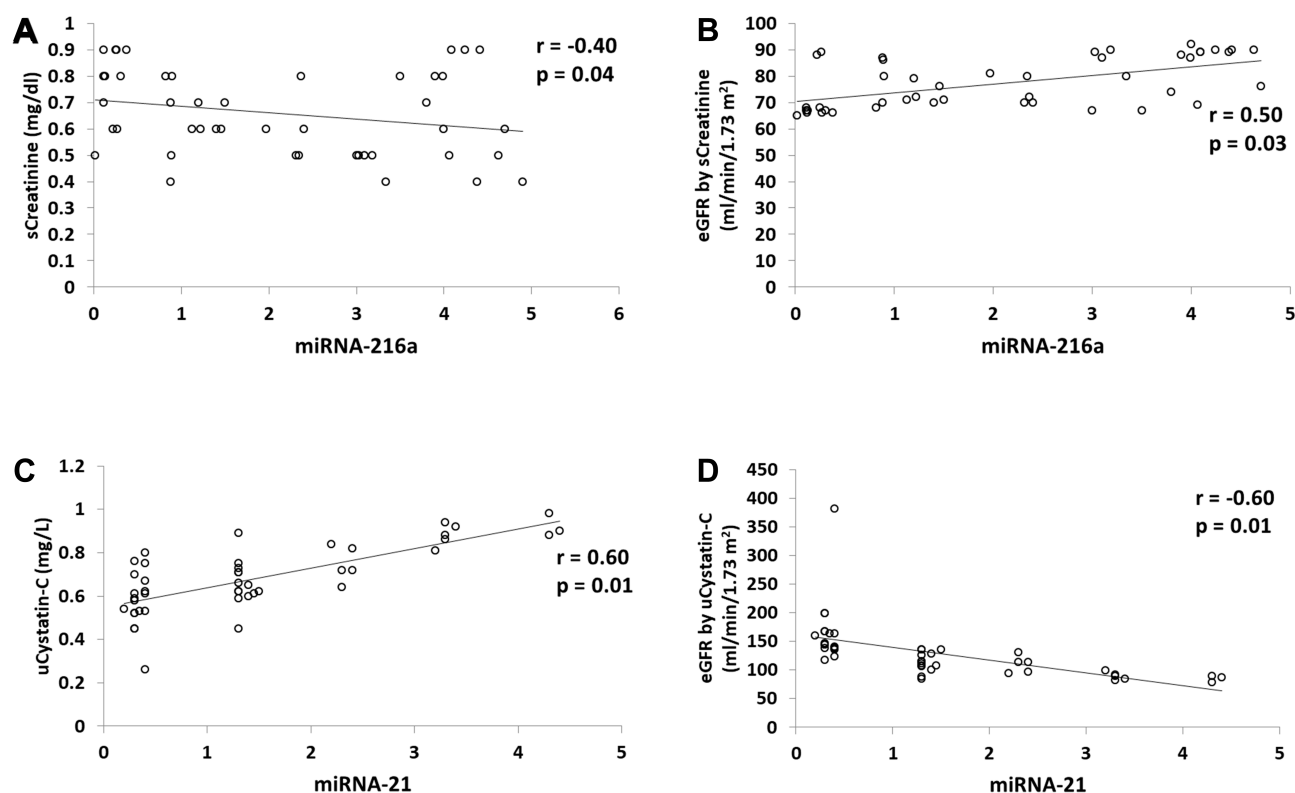 A
sCreatinine (mg/dl)
1
0.9
0.8
0.7
0.6
0.5
0.4
0.3
0.2
0.1
0
0 1 2 3 4 5 6
miRNA-216a
r = -0.40
p = 0.04
B
eGFR by sCreatinine
(ml/min/1.73 m²)
100
90
80
70
60
50
40
30
20
10
0
0 1 2 3 4 5
miRNA-216a
r = 0.50
p = 0.03
C
uCystatin-C (mg/L)
1.2
1
0.8
0.6
0.4
0.2
0
0 1 2 3 4 5
miRNA-21
r = 0.60
p = 0.01
D
eGFR by uCystatin-C
(ml/min/1.73 m²)
450
400
350
300
250
200
150
100
50
0
0 1 2 3 4 5
miRNA-21
r = -0.60
p = 0.01